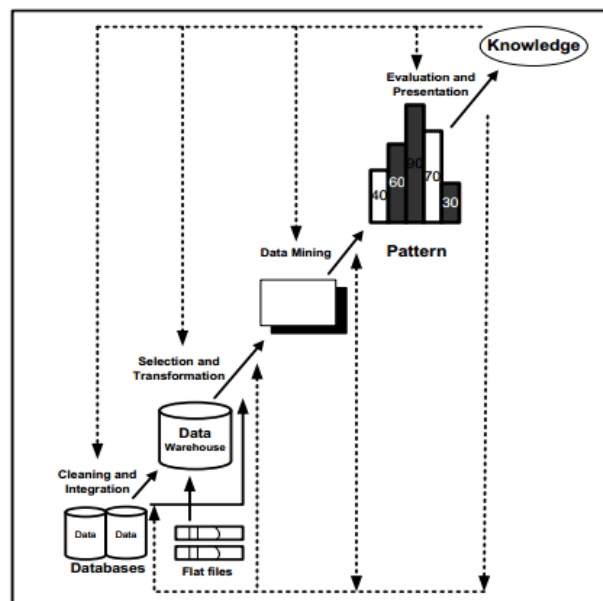 Knowledge
Evaluation and
Presentation
40
60
90
70
30
Pattern
Data Mining
Selection and
Transformation
Data
Warehouse
Cleaning and
Integration
Data
Data
Databases
Flat files